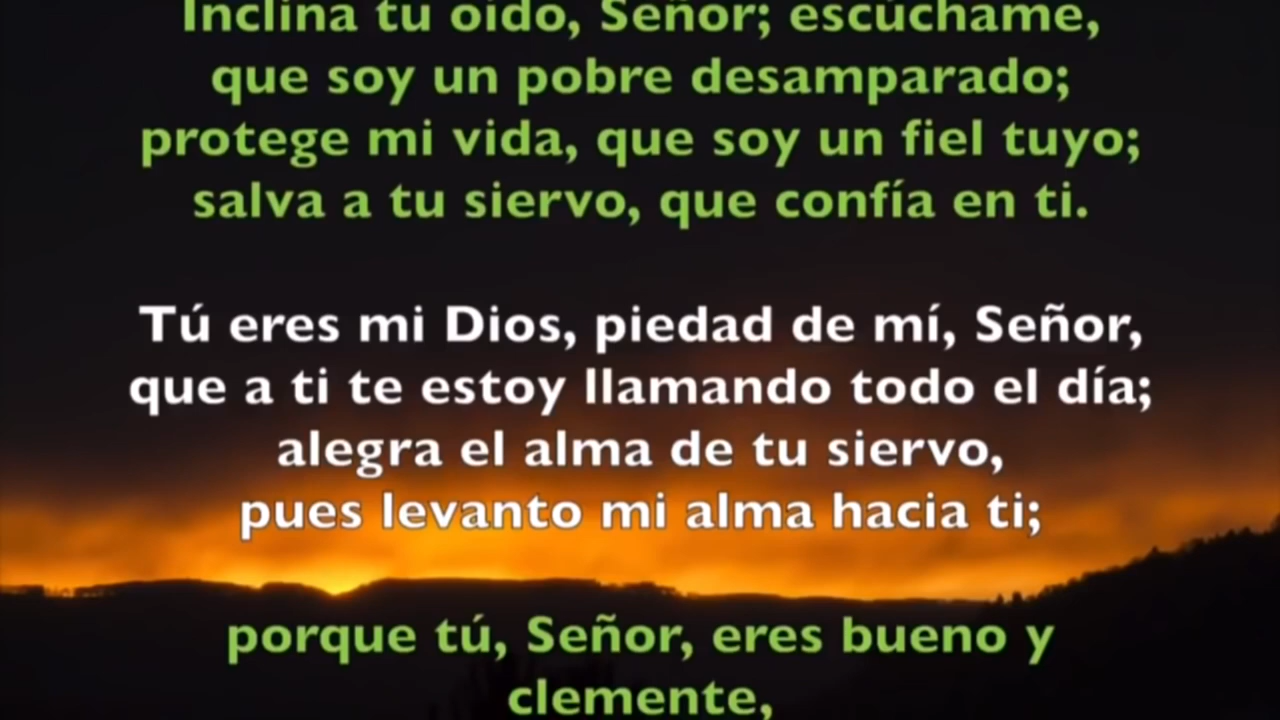 Inclina tu oído, Señor; escúchame,
que soy un pobre desamparado;
protege mi vida, que soy un fiel tuyo;
salva a tu siervo, que confía en ti.
Tú eres mi Dios, piedad de mí, Señor,
que a ti te estoy llamando todo el día;
alegra el alma de tu siervo,
pues levanto mi alma hacia ti;
porque tú, Señor, eres bueno y
clemente,